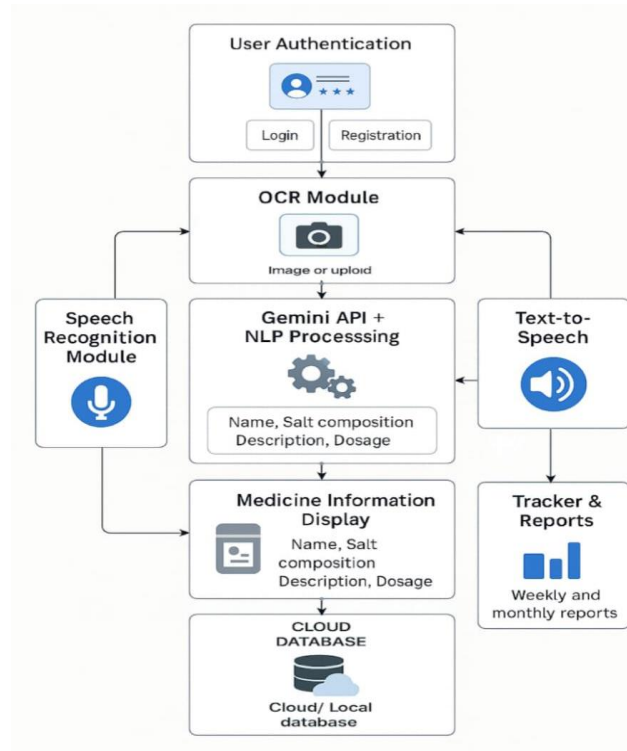 User Authentication
Login
Registration
OCR Module
Image or upload
Speech
Recognition
Module
Gemini API +
NLP Processsing
Name, Salt composition
Description, Dosage
Text-to-
Speech
Medicine Information
Display
Name, Salt
composition
Description, Dosage
Tracker &
Reports
Weekly and
monthly reports
CLOUD
DATABASE
Cloud/ Local
database